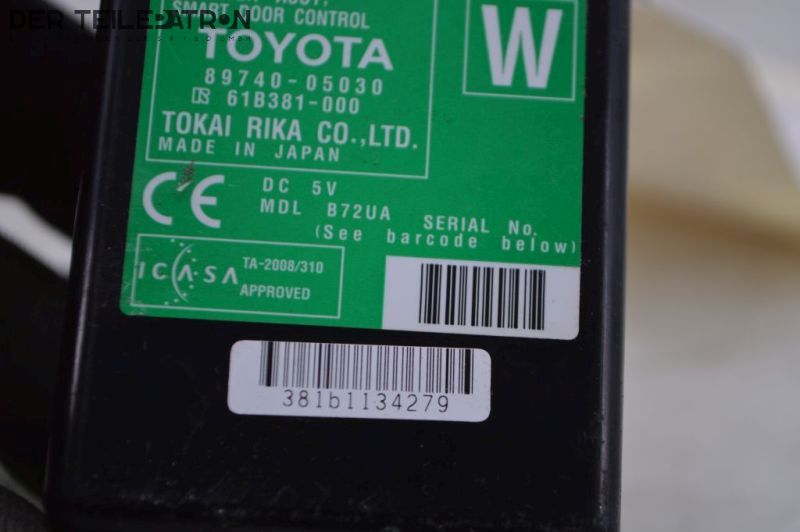 DER TEILEPATRON
ASSY,
SMART DOOR CONTROL
TOYOTA
89740-05030
61B381-000
TOKAI RIKA CO.,LTD.
MADE IN JAPAN
W
CE
DC 5V
MDL B72UA SERIAL No.
(See barcode below)
ICASA
TA-2008/310
APPROVED
381b1134279